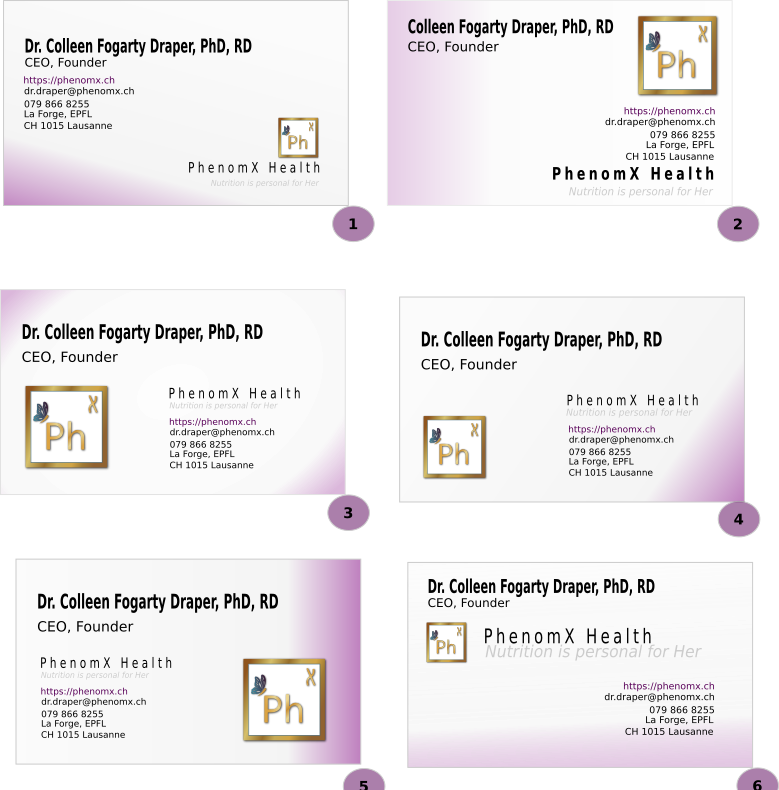 Dr. Colleen Fogarty Draper, PhD, RD
CEO, Founder
https://phenomx.ch
dr.draper@phenomx.ch
079 866 8255
La Forge, EPFL
CH 1015 Lausanne
Ph X
PhenomX Health
Nutrition is personal for Her
1
Colleen Fogarty Draper, PhD, RD
CEO, Founder
Ph X
https://phenomx.ch
dr.draper@phenomx.ch
079 866 8255
La Forge, EPFL
CH 1015 Lausanne
PhenomX Health
Nutrition is personal for Her
2
Dr. Colleen Fogarty Draper, PhD, RD
CEO, Founder
Ph X
PhenomX Health
Nutrition is personal for Her
https://phenomx.ch
dr.draper@phenomx.ch
079 866 8255
La Forge, EPFL
CH 1015 Lausanne
3
Dr. Colleen Fogarty Draper, PhD, RD
CEO, Founder
Ph X
PhenomX Health
Nutrition is personal for Her
https://phenomx.ch
dr.draper@phenomx.ch
079 866 8255
La Forge, EPFL
CH 1015 Lausanne
4
Dr. Colleen Fogarty Draper, PhD, RD
CEO, Founder
PhenomX Health
Nutrition is personal for Her
https://phenomx.ch
dr.draper@phenomx.ch
079 866 8255
La Forge, EPFL
CH 1015 Lausanne
Ph X
5
Dr. Colleen Fogarty Draper, PhD, RD
CEO, Founder
Ph X
PhenomX Health
Nutrition is personal for Her
https://phenomx.ch
dr.draper@phenomx.ch
079 866 8255
La Forge, EPFL
CH 1015 Lausanne
6